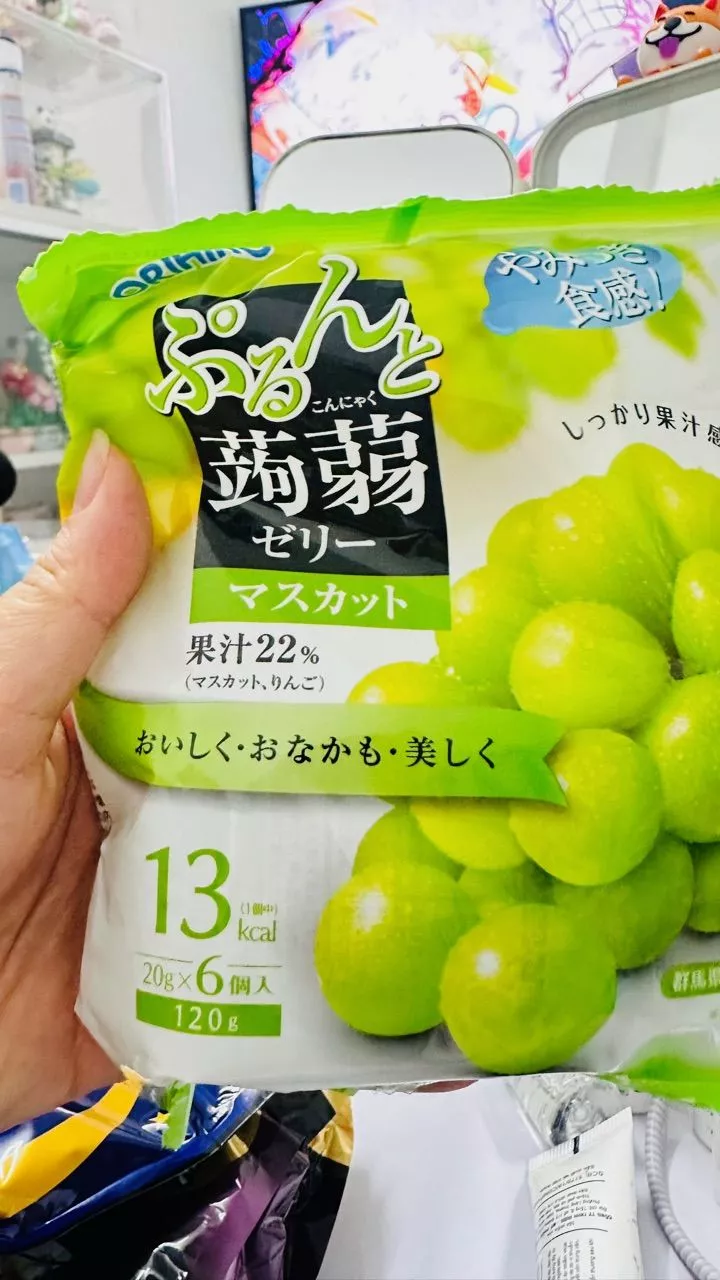 ORIHIRO
やみつき
食感!
ぷるんと
こんにゃく
蒟蒻
ゼリー
マスカット
しっかり果汁感
果汁22%
(マスカット、りんご)
おいしく・おなかも・美しく
13
(1個中)
kcal
20g×6個入
120g
群馬県